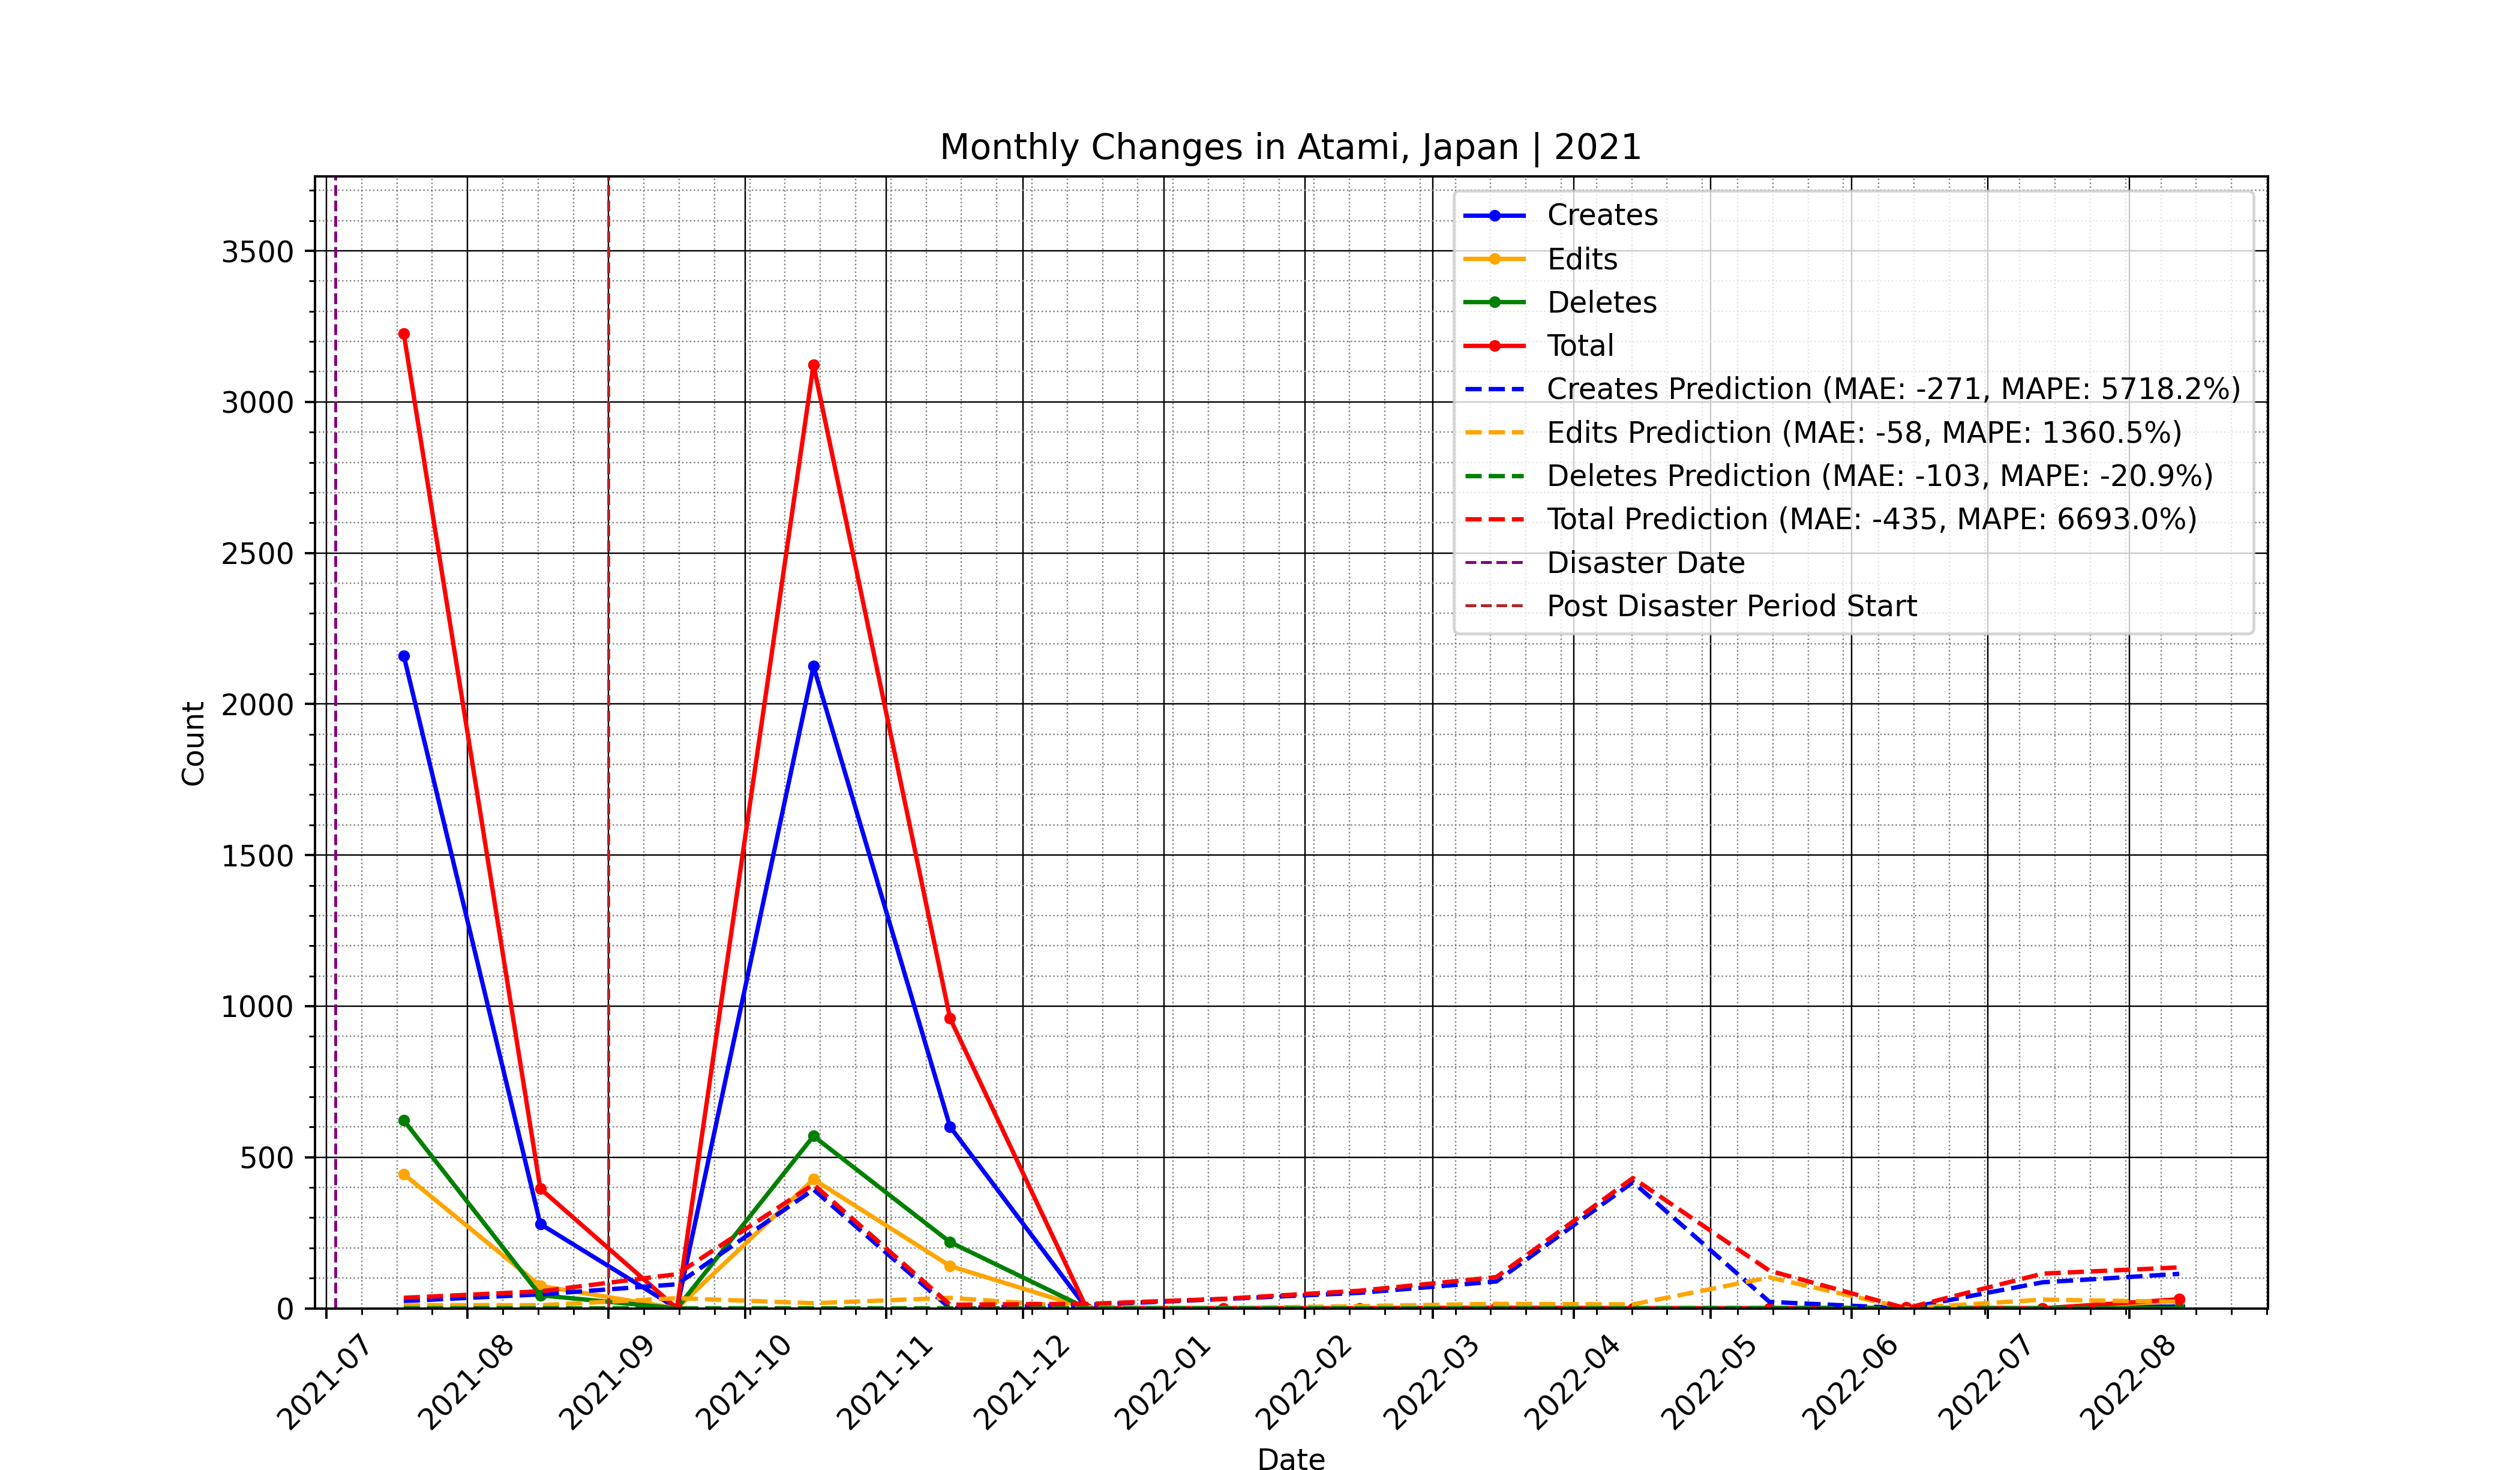 Monthly Changes in Atami, Japan | 2021
Creates
Edits
Deletes
Total
Creates Prediction (MAE: -271, MAPE: 5718.2%)
Edits Prediction (MAE: -58, MAPE: 1360.5%)
Deletes Prediction (MAE: -103, MAPE: -20.9%)
Total Prediction (MAE: -435, MAPE: 6693.0%)
Disaster Date
Post Disaster Period Start
Count
3500
3000
2500
2000
1500
1000
500
0
2021-07
2021-08
2021-09
2021-10
2021-11
2021-12
2022-01
2022-02
2022-03
2022-04
2022-05
2022-06
2022-07
2022-08
Date